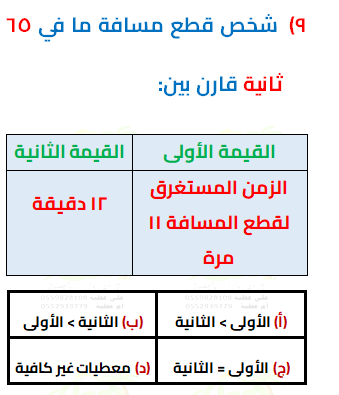 ٩) شخص قطع مسافة ما في ٦٥
ثانية قارن بين:
القيمة الأولى القيمة الثانية
الزمن المستغرق
لقطع المسافة ١١
مرة
١٢ دقيقة
(أ) الأولى > الثانية (ب) الثانية > الأولى
(ج) الأولى = الثانية (د) معطيات غير كافية